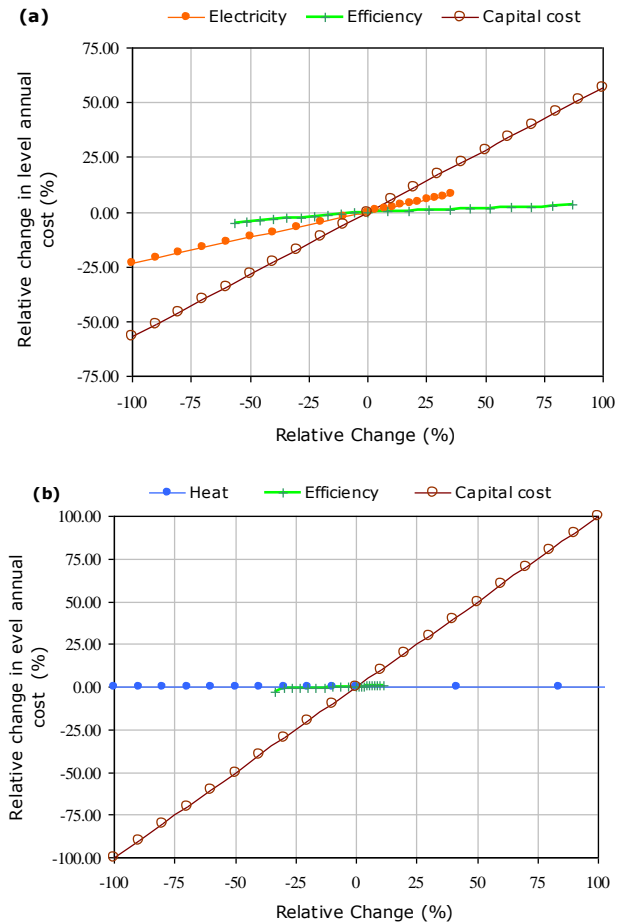 (a)
Electricity Efficiency Capital cost
75.00
50.00
25.00
0.00
-25.00
-50.00
-75.00
Relative change in level annual
cost (%)
-100 -75 -50 -25 0 25 50 75 100
Relative Change (%)
(b)
Heat Efficiency Capital cost
100.00
75.00
50.00
25.00
0.00
-25.00
-50.00
-75.00
-100.00
Relative change in evel annual
cost (%)
-100 -75 -50 -25 0 25 50 75 100
Relative Change (%)